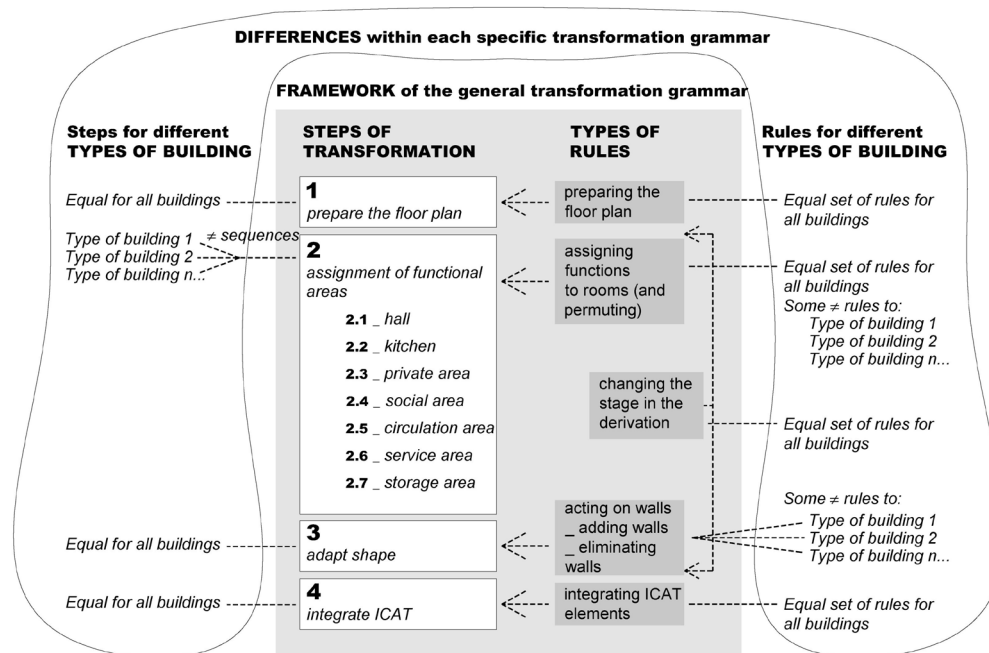 DIFFERENCES within each specific transformation grammar
FRAMEWORK of the general transformation grammar
Steps for different
TYPES OF BUILDING
STEPS OF
TRANSFORMATION
TYPES OF
RULES
Rules for different
TYPES OF BUILDING
Equal for all buildings
1
prepare the floor plan
preparing the
floor plan
Equal set of rules for
all buildings
Type of building 1
Type of building 2
Type of building n...
≠ sequences
2
assignment of functional
areas
2.1 _ hall
2.2 _ kitchen
2.3 _ private area
2.4 _ social area
2.5 _ circulation area
2.6 _ service area
2.7 _ storage area
assigning
functions
to rooms (and
permuting)
Equal set of rules for
all buildings
Some ≠ rules to:
Type of building 1
Type of building 2
Type of building n...
changing the
stage in the
derivation
Equal set of rules for
all buildings
Equal for all buildings
3
adapt shape
acting on walls
_ adding walls
_ eliminating
walls
Some ≠ rules to:
Type of building 1
Type of building 2
Type of building n...
Equal for all buildings
4
integrate ICAT
integrating ICAT
elements
Equal set of rules for
all buildings